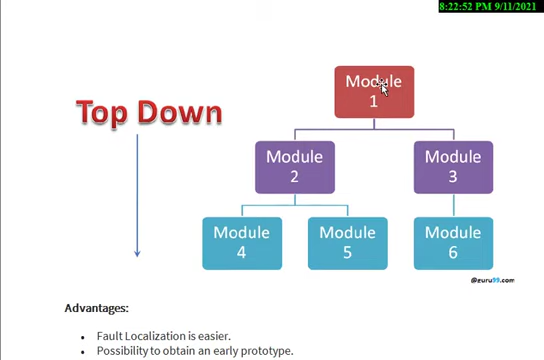 8:22:52 PM 9/11/2021
Module
1
Top Down
Module
2
Module
3
Module
4
Module
5
Module
6
@guru99.com
Advantages:
• Fault Localization is easier.
• Possibility to obtain an early prototype.